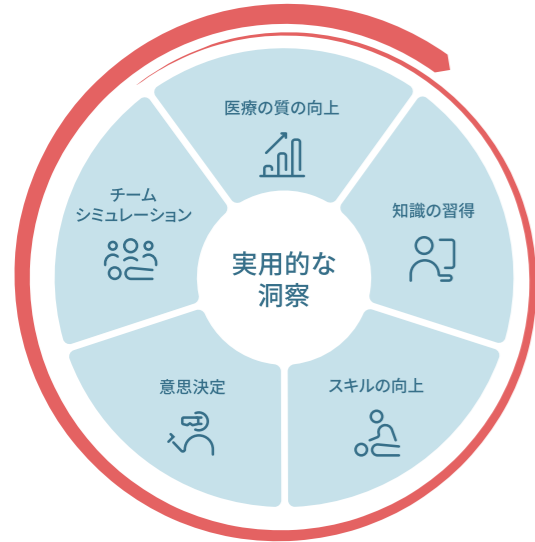 医療の質の向上
知識の習得
スキルの向上
意思決定
チーム
シミュレーション
実用的な
洞察